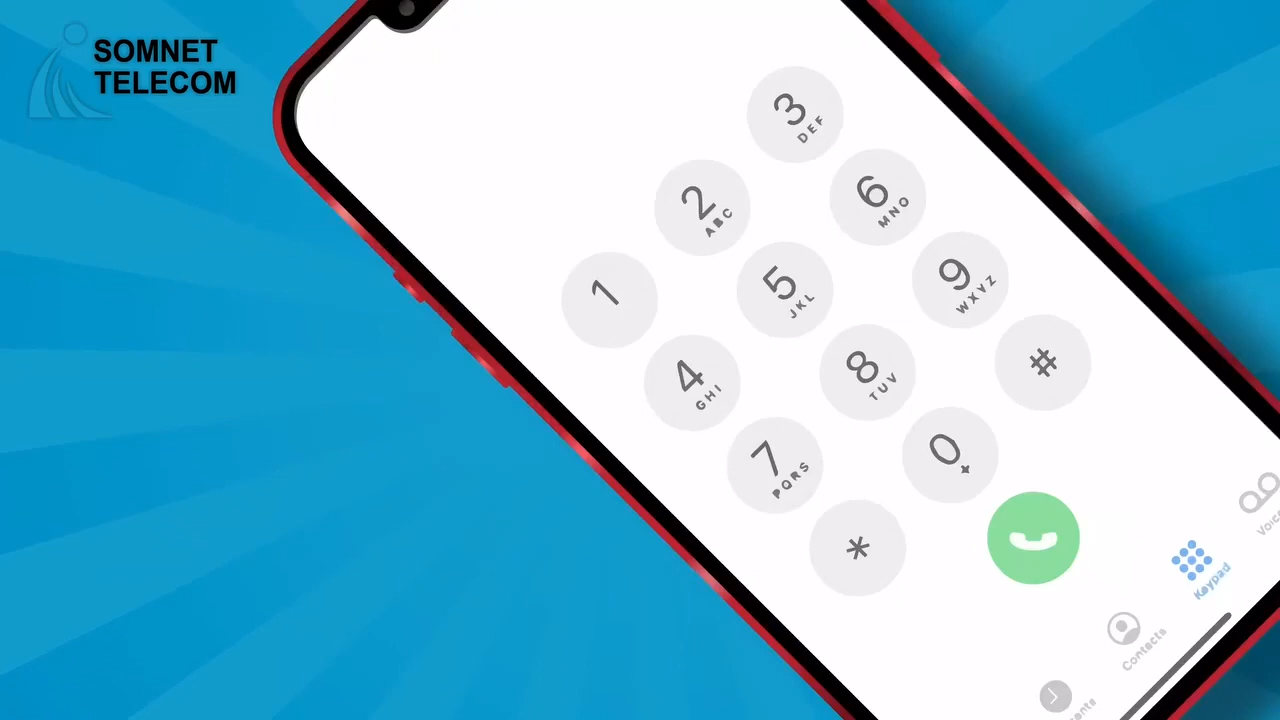 SOMNET
TELECOM
1
2
ABC
3
DEF
4
GHI
5
JKL
6
MNO
7
PQRS
8
TUV
9
WXYZ
*
0
+
#
Contacts
Keypad